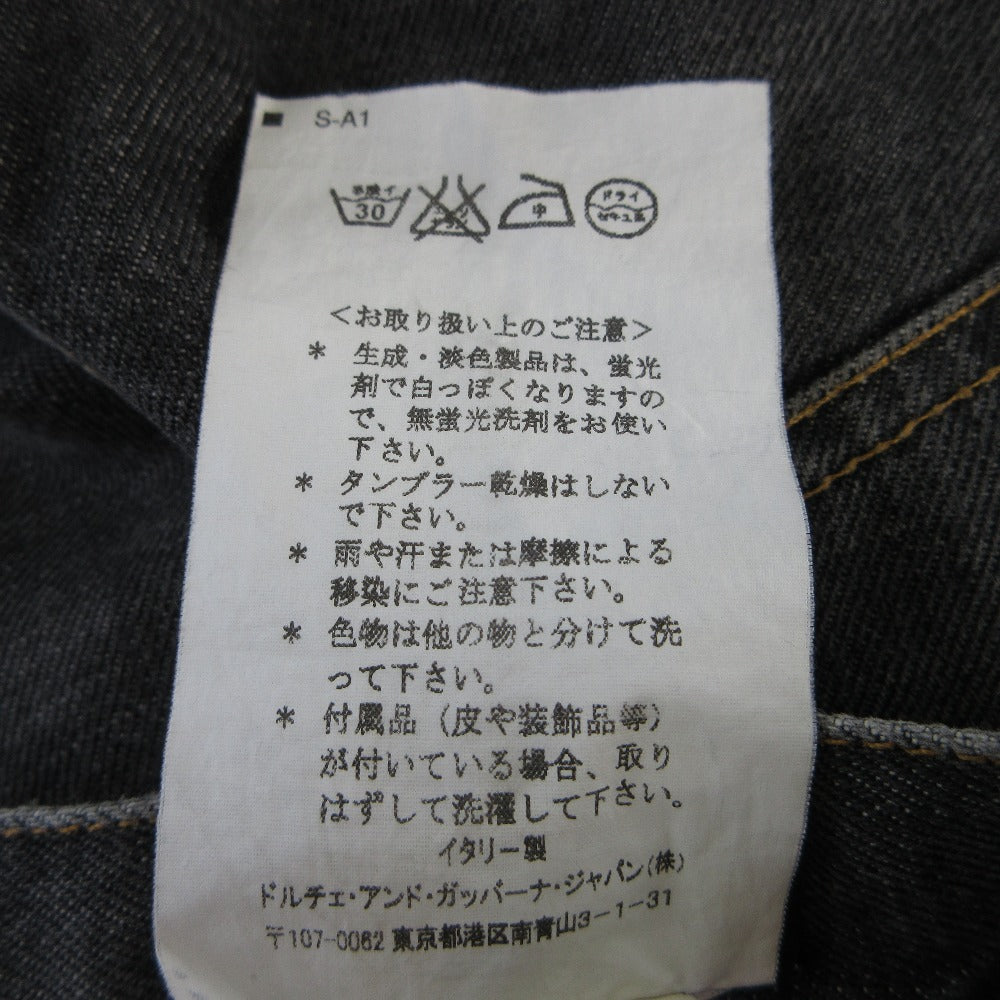 S-A1
手洗イ
30
中
ドライ
セキユ系
<お取り扱い上のご注意>
* 生成・淡色製品は、蛍光
剤で白っぽくなりますの
で、無蛍光洗剤をお使い
下さい。
* タンブラー乾燥はしない
で下さい。
* 雨や汗または摩擦による
移染にご注意下さい。
* 色物は他の物と分けて洗
って下さい。
* 付属品（皮や装飾品等）
が付いている場合、取り
はずして洗濯して下さい。
イタリー製
ドルチェ・アンド・ガッバーナ・ジャパン(株)
〒107-0062 東京都港区南青山3-1-31